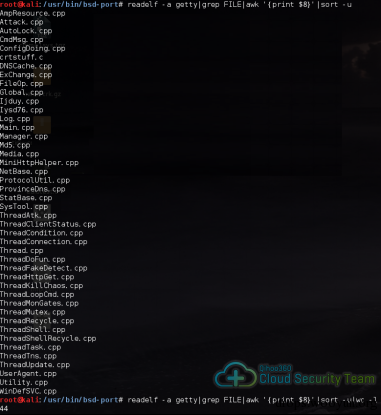 root@kali:/usr/bin/bsd-port# readelf -a getty|grep FILE|awk '{print $8}'|sort -u
AmpResource.cpp
Attack.cpp
AutoLock.cpp
CmdMsg.cpp
ConfigDoing.cpp
crtstuff.c
DNSCache.cpp
ExChange.cpp
FileOp.cpp
Global.cpp
Ijduy.cpp
Iysd76.cpp
Log.cpp
Main.cpp
Manager.cpp
Md5.cpp
Media.cpp
MiniHttpHelper.cpp
NetBase.cpp
ProtocolUtil.cpp
ProvinceDns.cpp
StatBase.cpp
SysTool.cpp
ThreadAtk.cpp
ThreadClientStatus.cpp
ThreadCondition.cpp
ThreadConnection.cpp
Thread.cpp
ThreadDoFun.cpp
ThreadFakeDetect.cpp
ThreadHttpGet.cpp
ThreadKillChaos.cpp
ThreadLoopCmd.cpp
ThreadMonGates.cpp
ThreadMutex.cpp
ThreadRecycle.cpp
ThreadShell.cpp
ThreadShellRecycle.cpp
ThreadTask.cpp
ThreadTns.cpp
ThreadUpdate.cpp
UserAgent.cpp
Utility.cpp
WinDefSVC.cpp
Qihoo360
Cloud Security Team
root@kali:/usr/bin/bsd-port# readelf -a getty|grep FILE|awk '{print $8}'|sort -u|wc -l
44